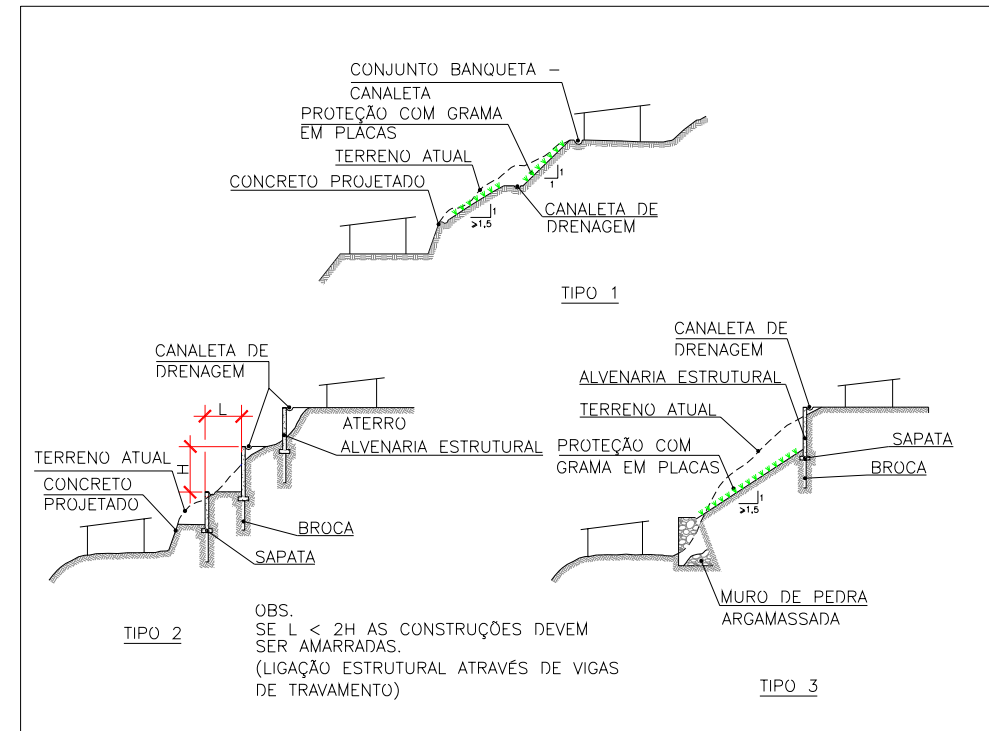 CONJUNTO BANQUETA –
CANALETA
PROTEÇÃO COM GRAMA
EM PLACAS
TERRENO ATUAL
CONCRETO PROJETADO
1
1
1
≥1,5
CANALETA DE
DRENAGEM
TIPO 1
CANALETA DE
DRENAGEM
L
H
ATERRO
ALVENARIA ESTRUTURAL
TERRENO ATUAL
CONCRETO
PROJETADO
BROCA
SAPATA
TIPO 2
OBS.
SE L < 2H AS CONSTRUÇÕES DEVEM
SER AMARRADAS.
(LIGAÇÃO ESTRUTURAL ATRAVÉS DE VIGAS
DE TRAVAMENTO)
CANALETA DE
DRENAGEM
ALVENARIA ESTRUTURAL
TERRENO ATUAL
PROTEÇÃO COM
GRAMA EM PLACAS
SAPATA
BROCA
1
≥1,5
MURO DE PEDRA
ARGAMASSADA
TIPO 3